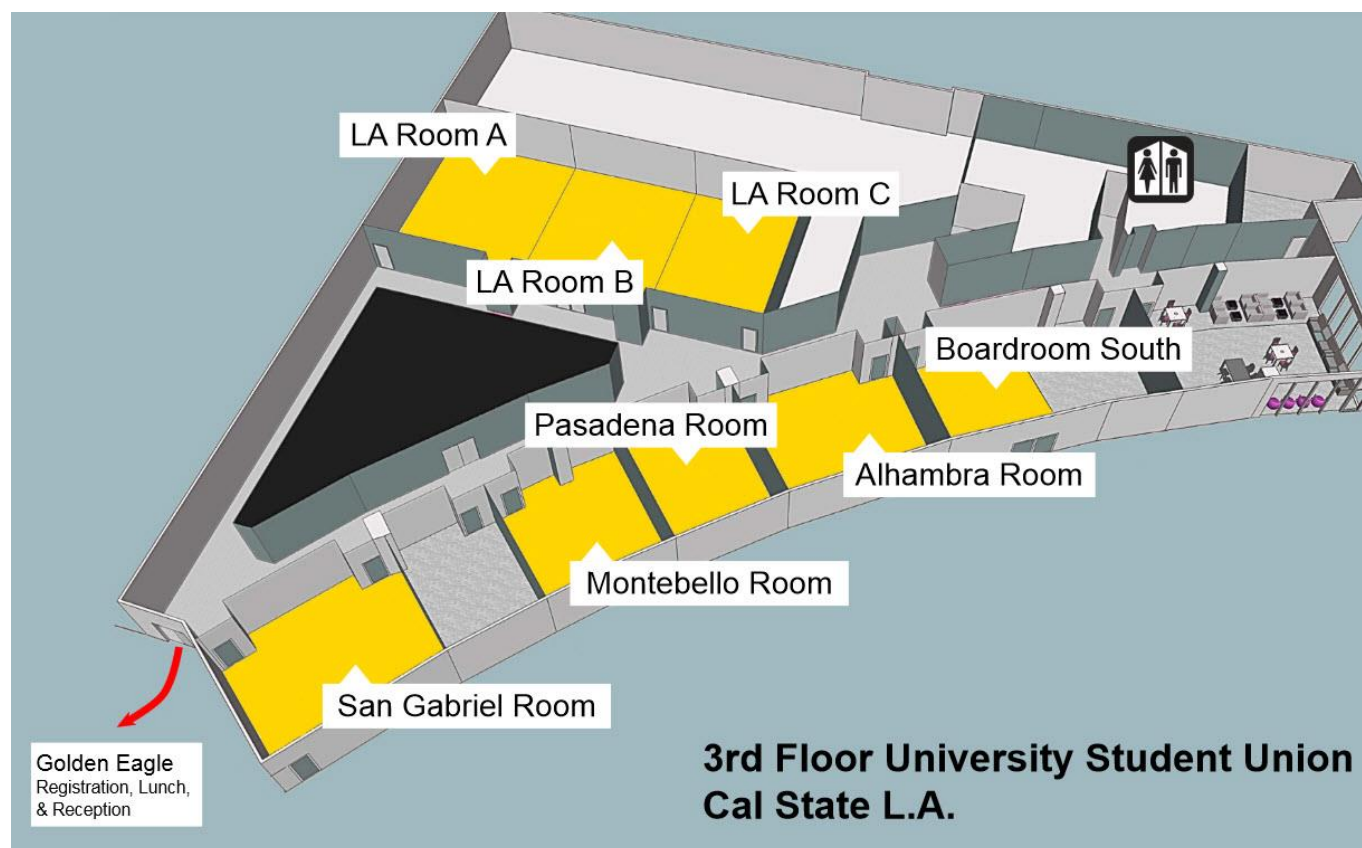 LA Room A
LA Room C
LA Room B
Boardroom South
Pasadena Room
Alhambra Room
Montebello Room
San Gabriel Room
Golden Eagle
Registration, Lunch,
& Reception
3rd Floor University Student Union
Cal State L.A.